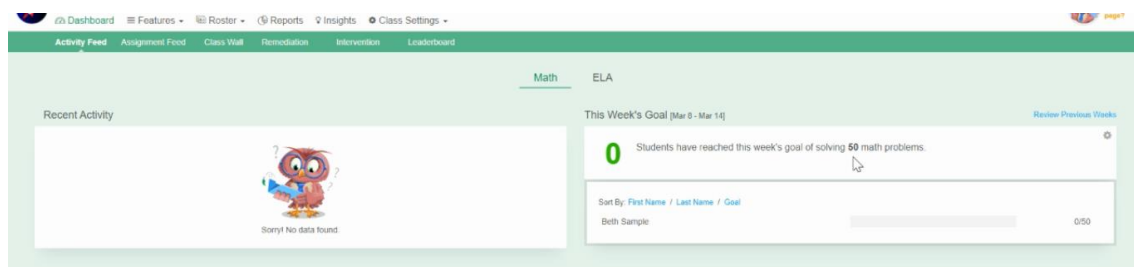 Dashboard Features Roster Reports Insights Class Settings
page?
Activity Feed Assignment Feed Class Wall Remediation Intervention Leaderboard
Math ELA
Recent Activity
? ? ?
Sorry! No data found.
This Week's Goal [Mar 8 - Mar 14] Review Previous Weeks
0 Students have reached this week's goal of solving 50 math problems.
Sort By: First Name / Last Name / Goal
Beth Sample 0/50